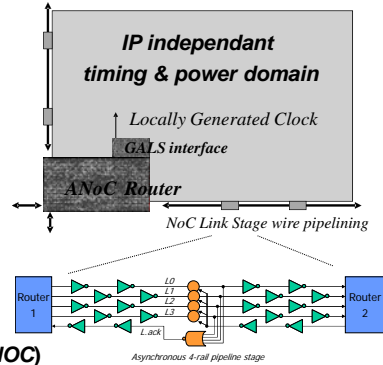 IP independant
timing & power domain
Locally Generated Clock
GALS interface
ANoC Router
NoC Link Stage wire pipelining
L0
L1
L2
L3
L.ack
Router
1
Router
2
NOC)
Asynchronous 4-rail pipeline stage